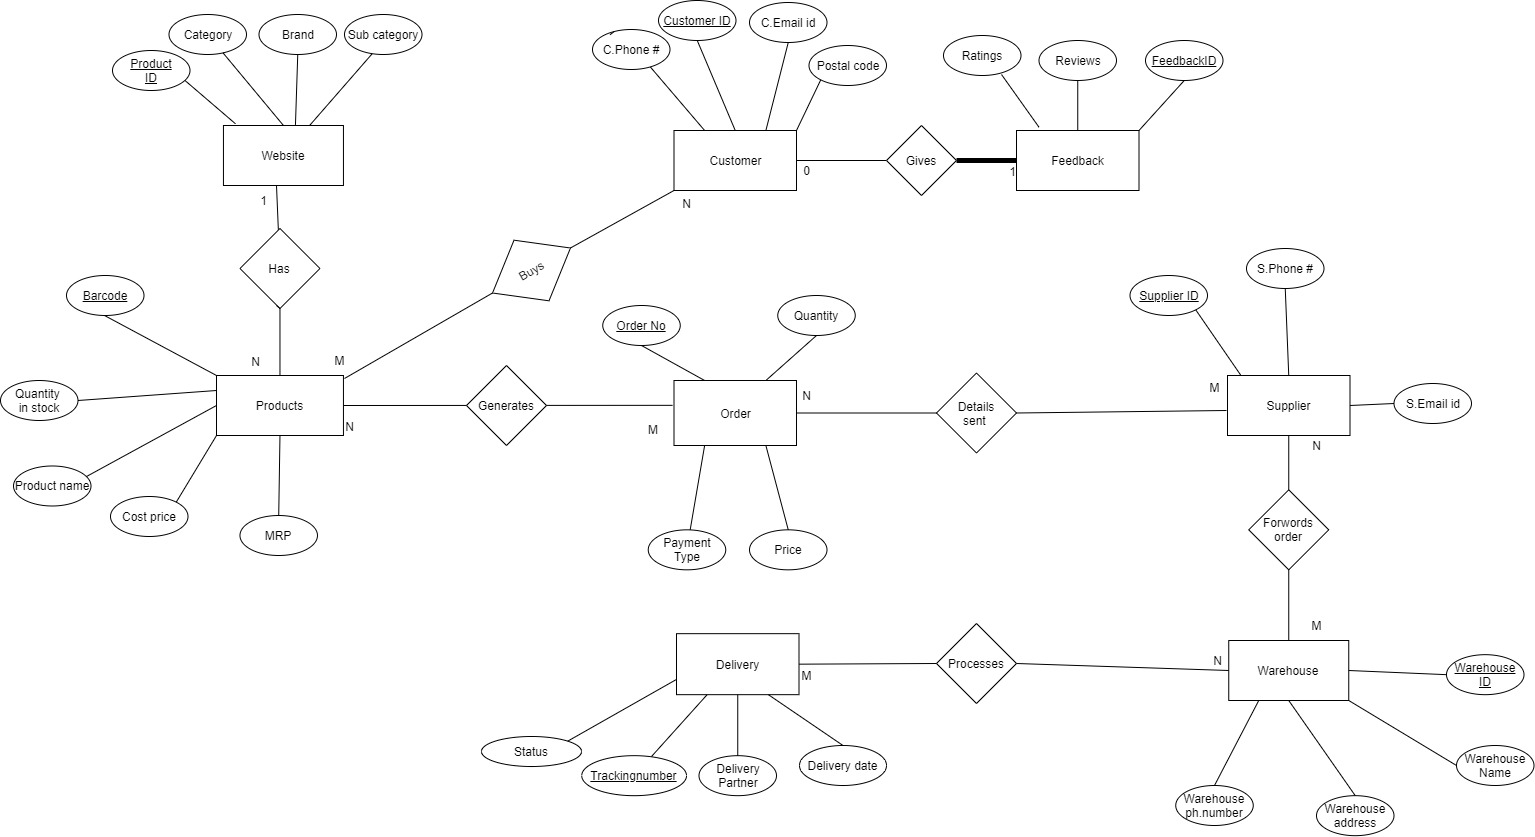 Category
Brand
Sub category
Product
ID
Website
1
Has
Barcode
N
M
Quantity
in stock
Products
N
Product name
Cost price
MRP
Customer ID
C.Email id
C.Phone #
Postal code
Customer
0
N
Gives
1
Ratings
Reviews
FeedbackID
Feedback
Buys
Generates
Order No
Quantity
Order
N
M
Payment
Type
Price
Details
sent
S.Phone #
Supplier ID
M
Supplier
S.Email id
N
Forwords
order
M
Delivery
M
Processes
N
Warehouse
Warehouse
ID
Status
Trackingnumber
Delivery
Partner
Delivery date
Warehouse
Name
Warehouse
ph.number
Warehouse
address